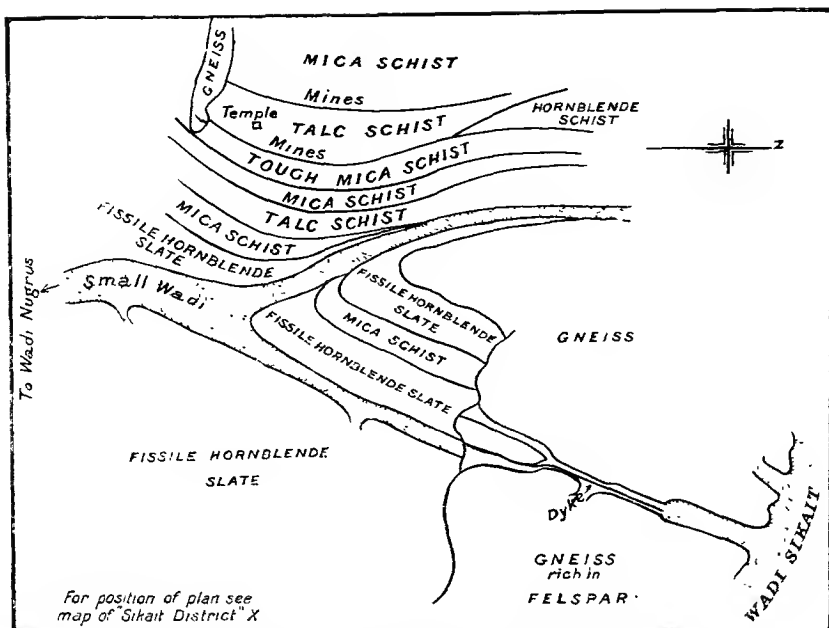 GNEISS
MICA SCHIST
Mines
Temple
TALC SCHIST
HORNBLENDE
SCHIST
Mines
TOUGH MICA SCHIST
MICA SCHIST
TALC SCHIST
MICA SCHIST
FISSILE HORNBLENDE
SLATE
Small Wadi
To Wadi Nugrus
N
FISSILE HORNBLENDE
SLATE
MICA SCHIST
FISSILE HORNBLENDE SLATE
GNEISS
FISSILE HORNBLENDE
SLATE
Dyke
WADI SIKAIT
GNEISS
rich in
FELSPAR
For position of plan see
map of "Sikait District" X